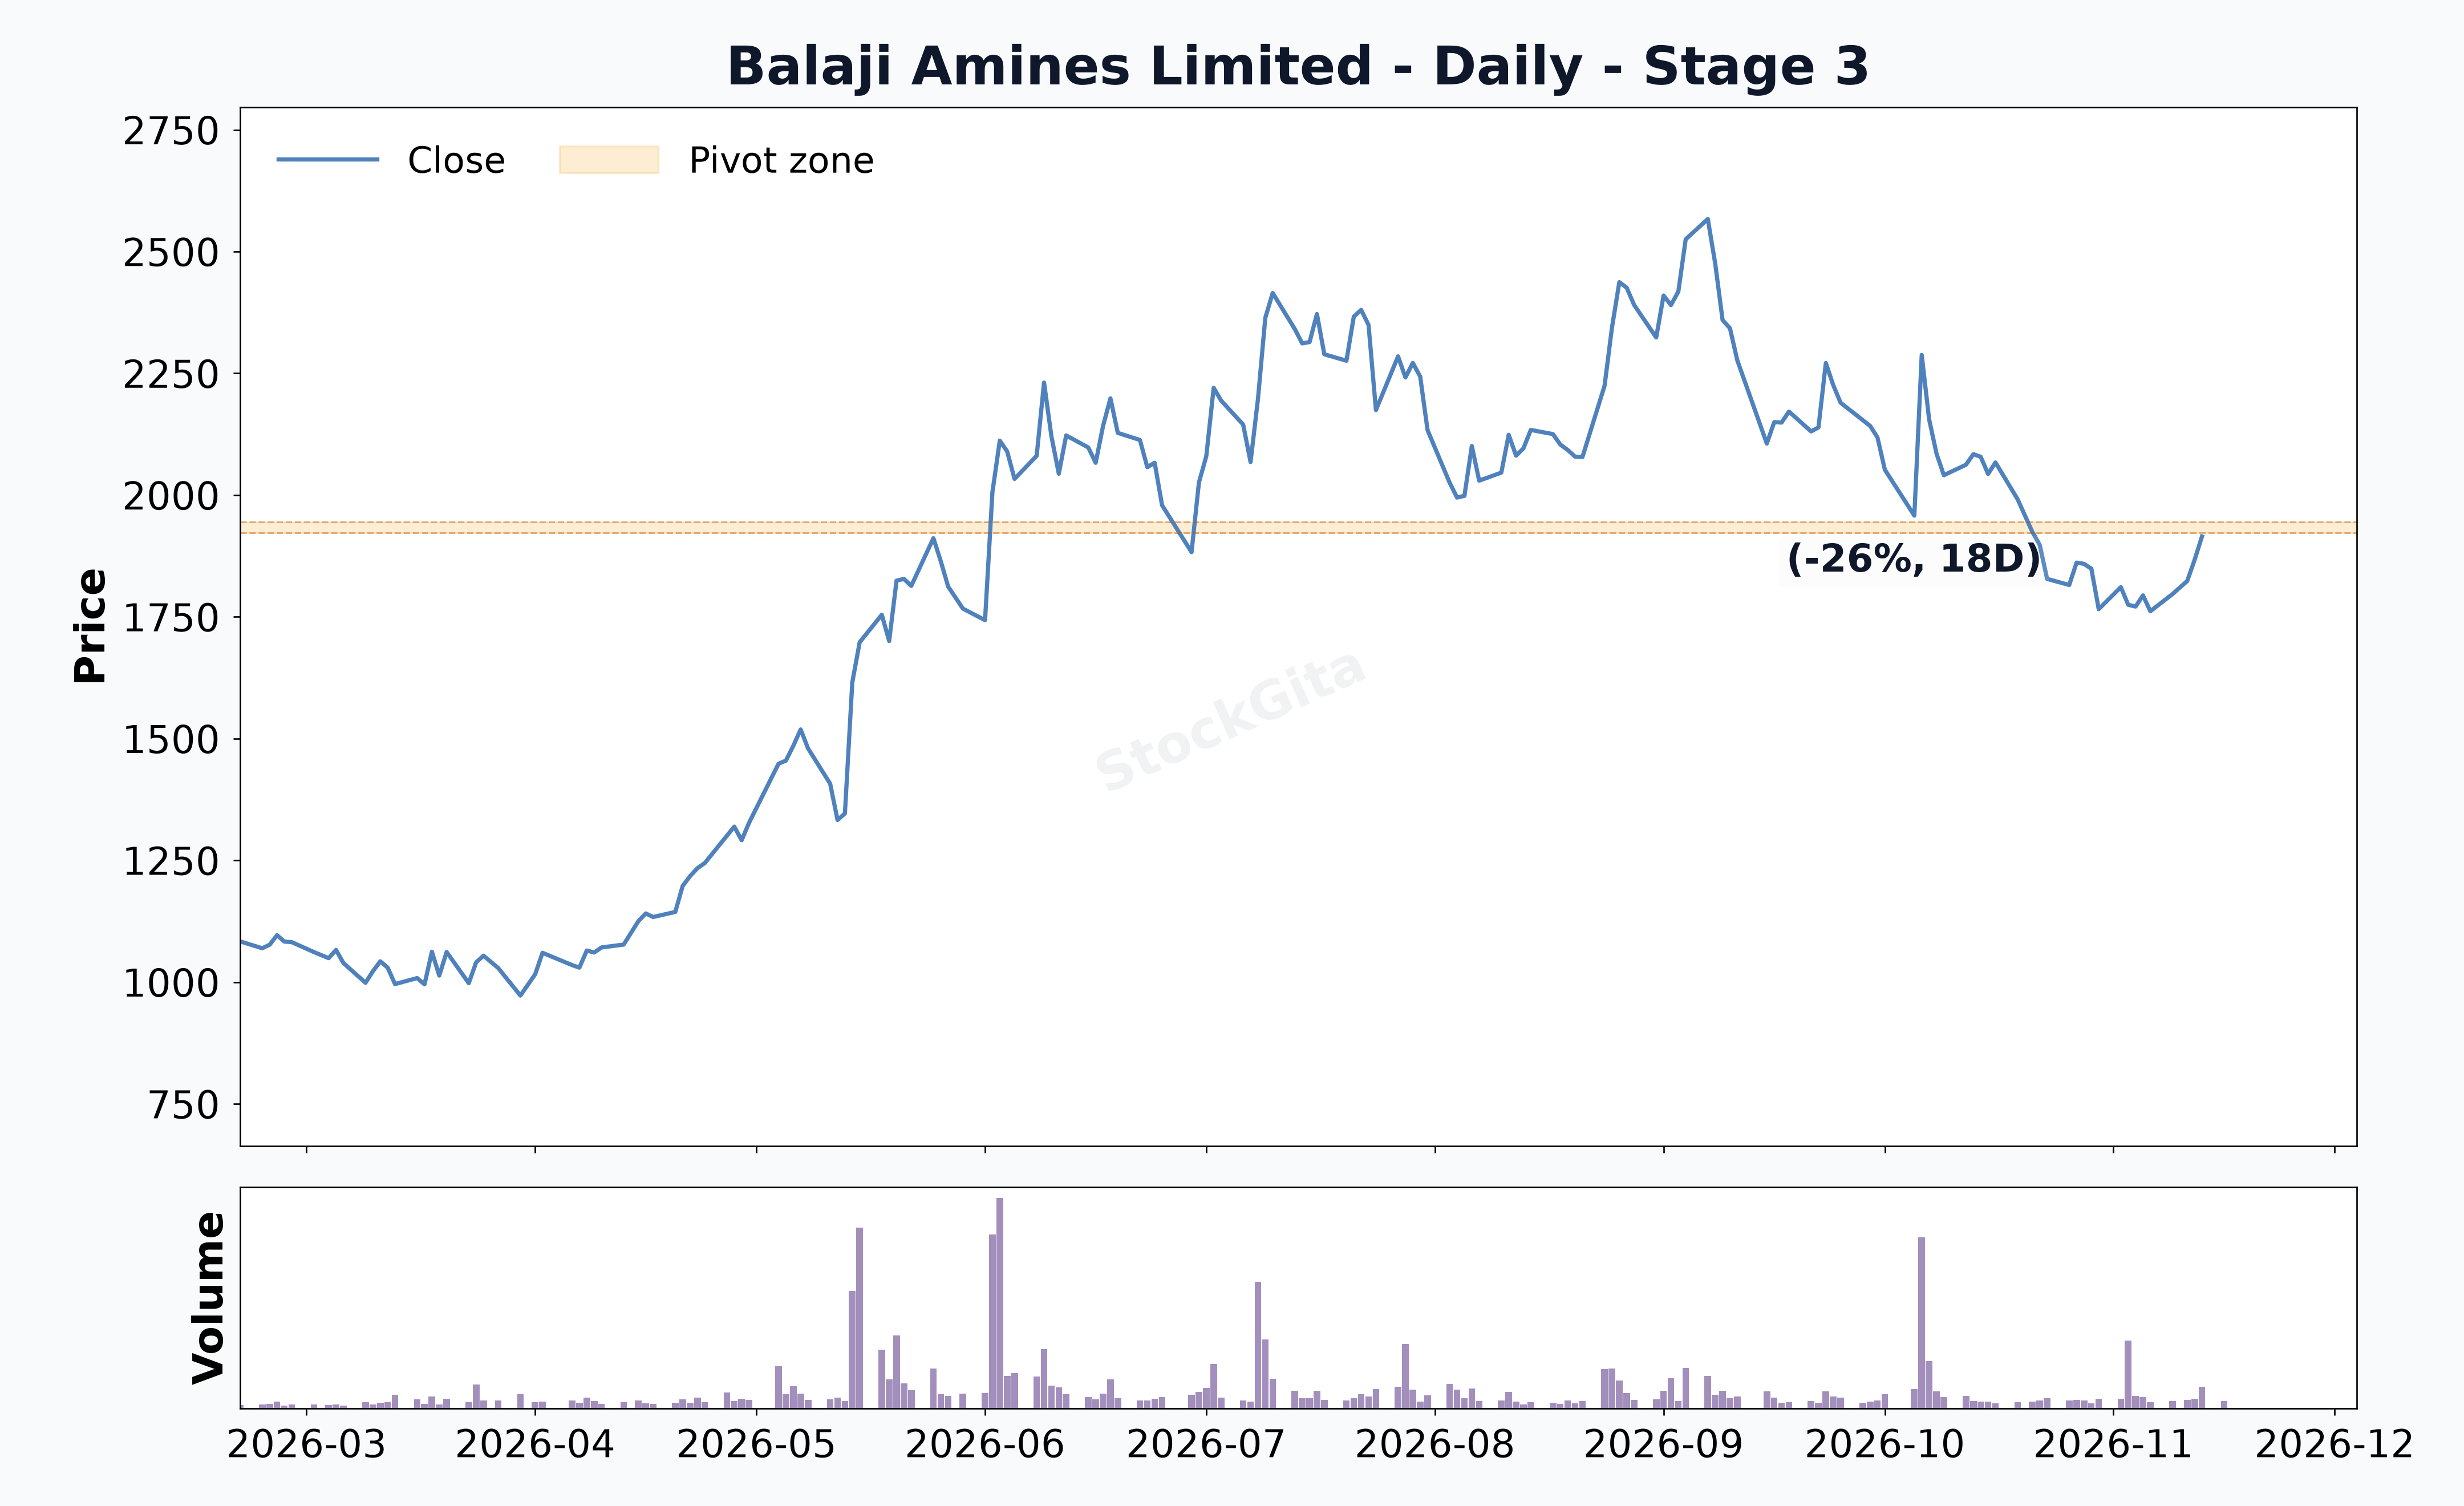 Balaji Amines Limited - Daily - Stage 3
Close
Pivot zone
2750
2500
2250
2000
1750
1500
1250
1000
750
Price
(-26%, 18D)
StockGita
Volume
2026-03
2026-04
2026-05
2026-06
2026-07
2026-08
2026-09
2026-10
2026-11
2026-12